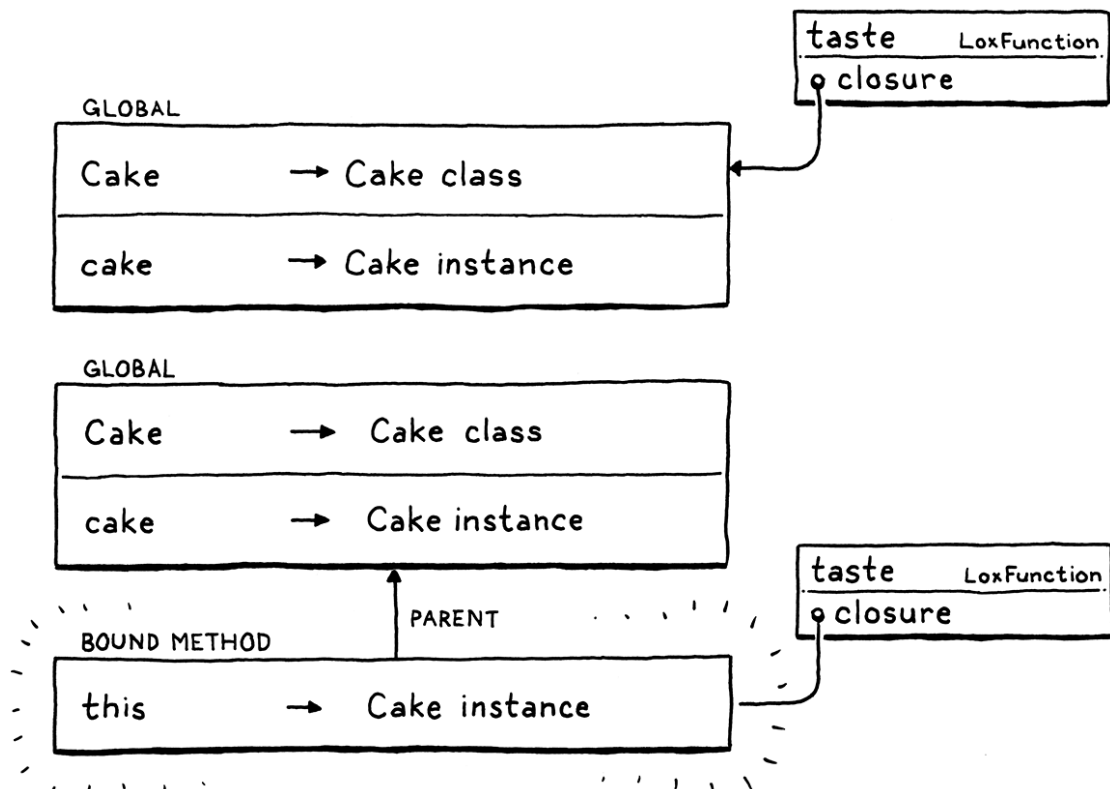 taste LoxFunction
closure
GLOBAL
Cake → Cake class
cake → Cake instance
GLOBAL
Cake → Cake class
cake → Cake instance
taste LoxFunction
closure
PARENT
BOUND METHOD
this → Cake instance